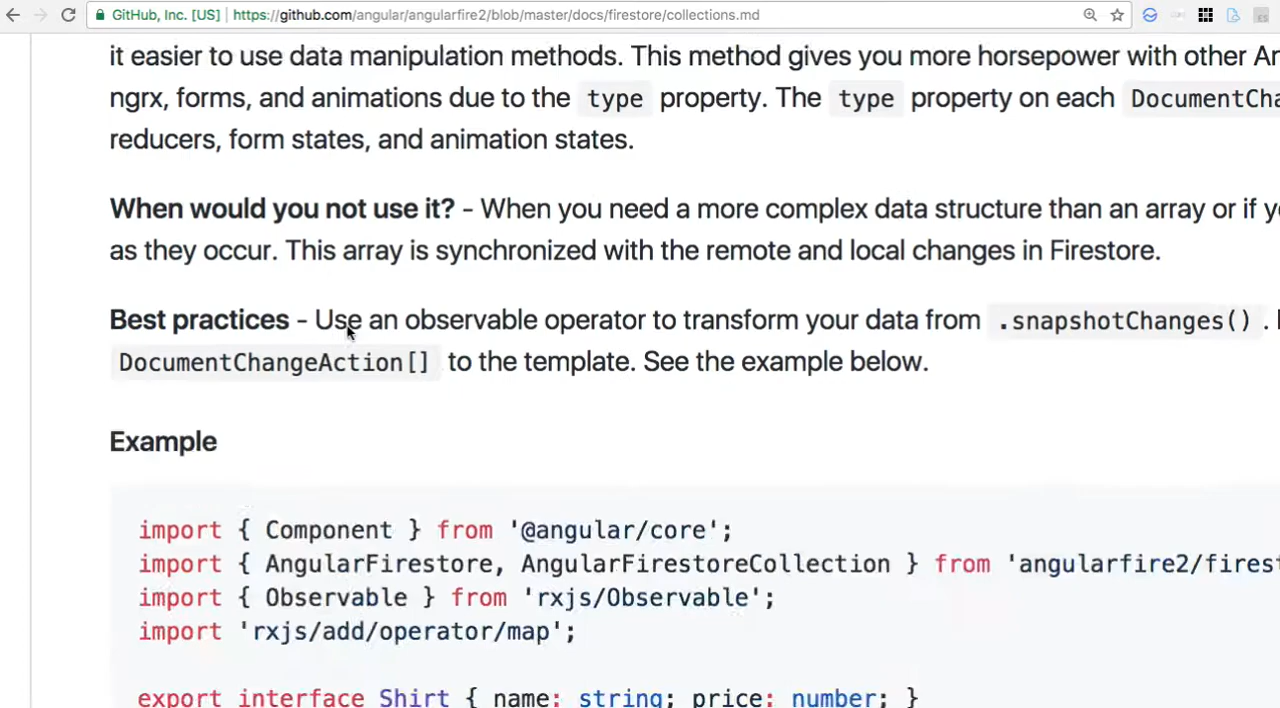 GitHub, Inc. [US] https://github.com/angular/angularfire2/blob/master/docs/firestore/collections.md
it easier to use data manipulation methods. This method gives you more horsepower with other
ngrx, forms, and animations due to the type property. The type property on each
reducers, form states, and animation states.
When would you not use it? - When you need a more complex data structure than an array or if
as they occur. This array is synchronized with the remote and local changes in Firestore.
Best practices - Use an observable operator to transform your data from .snapshotChanges() .
DocumentChangeAction[] to the template. See the example below.
Example
import { Component } from '@angular/core';
import { AngularFirestore, AngularFirestoreCollection } from 'angularfire2/firest
import { Observable } from 'rxjs/Observable';
import 'rxjs/add/operator/map';
export interface Shirt { name: string; price: number; }